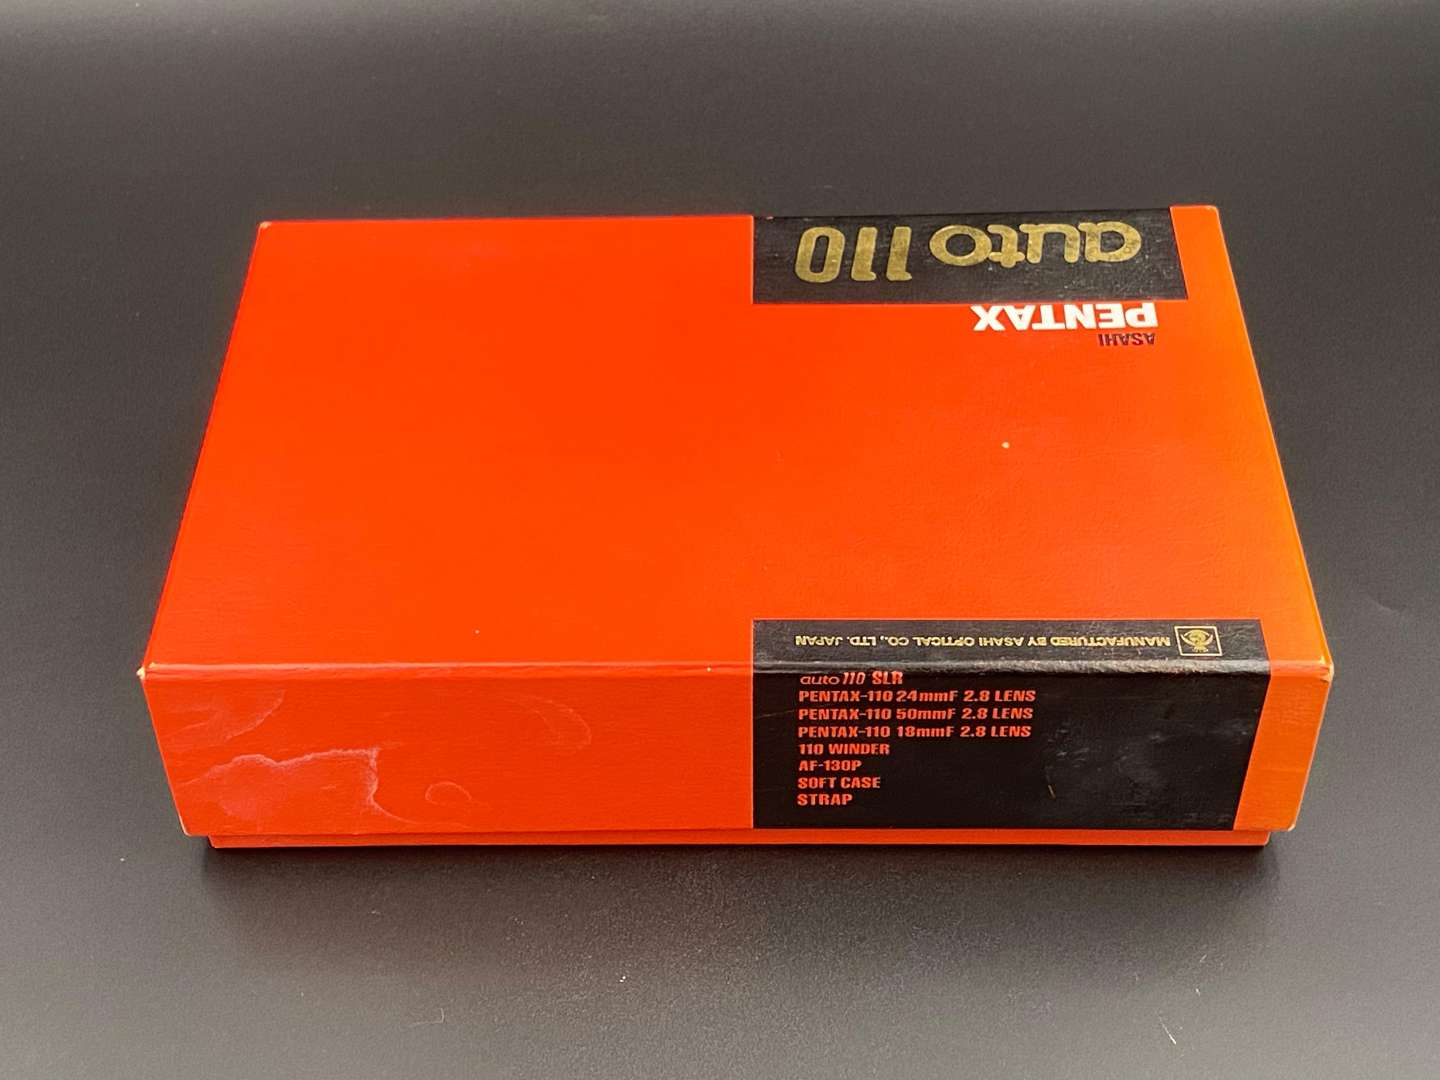 auto 110
PENTAX
ASAHI
MANUFACTURED BY ASAHI OPTICAL CO., LTD. JAPAN
auto 110 SLR
PENTAX-110 24mmF 2.8 LENS
PENTAX-110 50mmF 2.8 LENS
PENTAX-110 18mmF 2.8 LENS
110 WINDER
AF-130P
SOFT CASE
STRAP